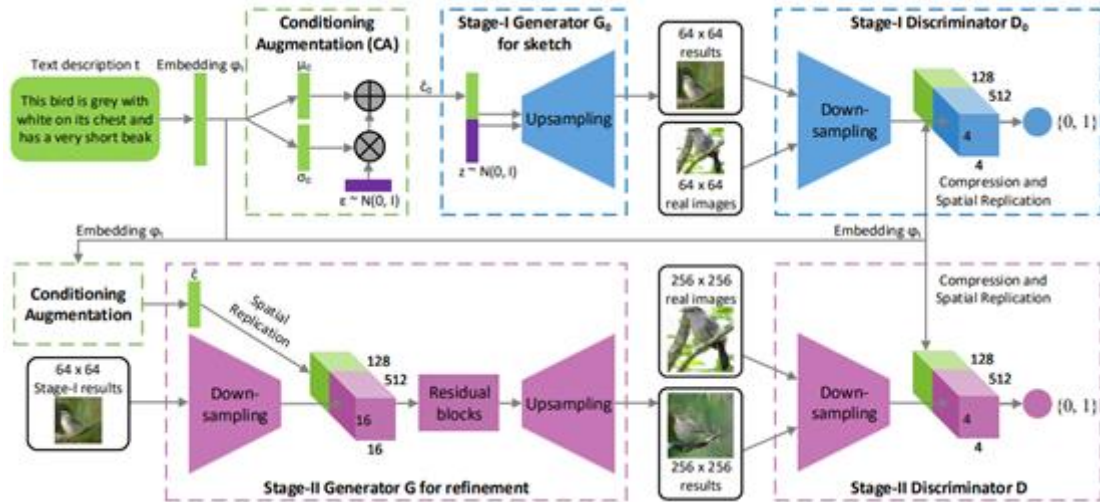 Text description t
This bird is grey with
white on its chest and
has a very short beak
Embedding φt
Conditioning
Augmentation (CA)
μ0
σ0
ε ~ N(0, I)
ĉ0
Stage-I Generator G0
for sketch
z ~ N(0, I)
Upsampling
64 x 64
results
64 x 64
real images
Stage-I Discriminator D0
Down-
sampling
128
512
4
4
{0, 1}
Compression and
Spatial Replication
Embedding φt
Embedding φt
Conditioning
Augmentation
64 x 64
Stage-I results
ĉ
Spatial
Replication
Down-
sampling
128
512
16
16
Residual
blocks
Upsampling
Stage-II Generator G for refinement
256 x 256
real images
256 x 256
results
Compression and
Spatial Replication
Down-
sampling
128
512
4
4
{0, 1}
Stage-II Discriminator D